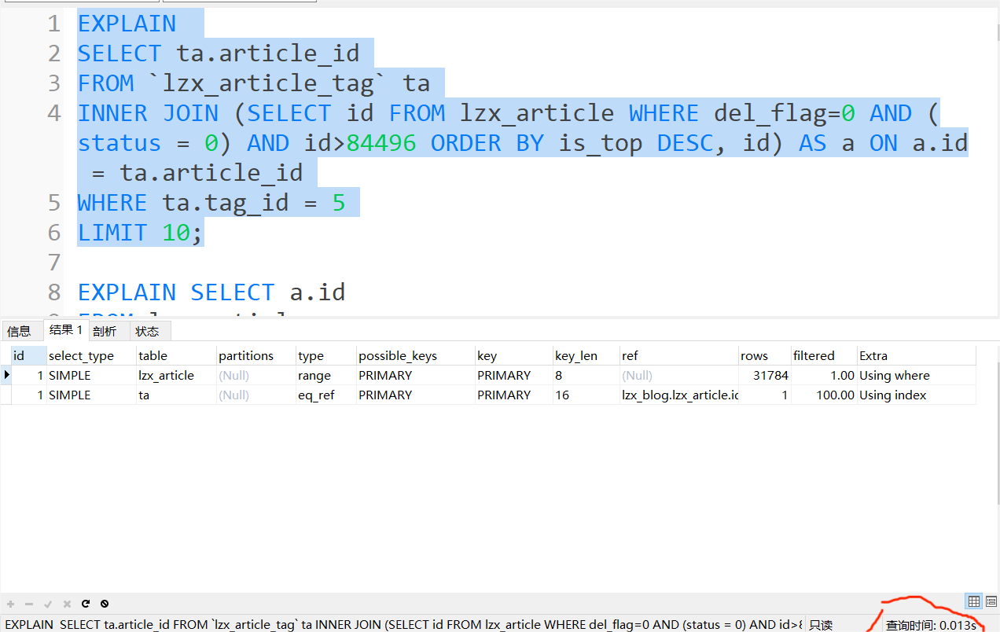 1 EXPLAIN
2 SELECT ta.article_id
3 FROM `lzx_article_tag` ta
4 INNER JOIN (SELECT id FROM lzx_article WHERE del_flag=0 AND (
status = 0) AND id>84496 ORDER BY is_top DESC, id) AS a ON a.id
= ta.article_id
5 WHERE ta.tag_id = 5
6 LIMIT 10;
7
8 EXPLAIN SELECT a.id
信息 结果 1 剖析 状态
id select_type table partitions type possible_keys key key_len ref rows filtered Extra
1 SIMPLE lzx_article (Null) range PRIMARY PRIMARY 8 (Null) 31784 1.00 Using where
1 SIMPLE ta (Null) eq_ref PRIMARY PRIMARY 16 lzx_blog.lzx_article.id 1 100.00 Using index
EXPLAIN SELECT ta.article_id FROM `lzx_article_tag` ta INNER JOIN (SELECT id FROM lzx_article WHERE del_flag=0 AND (status = 0) AND id>8 只读 查询时间: 0.013s